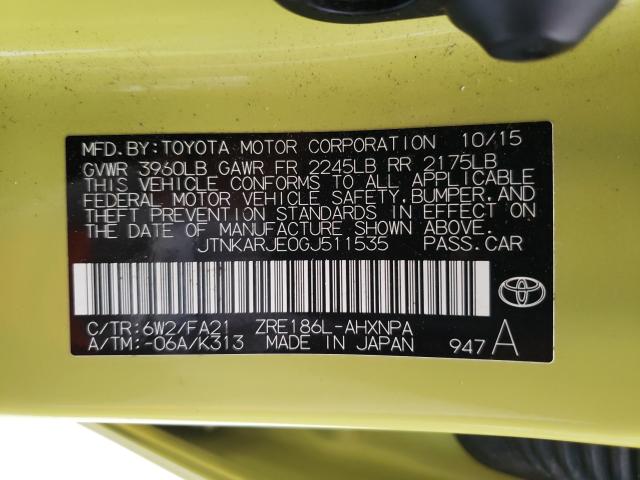 MFD.BY:TOYOTA MOTOR CORPORATION 10/15
GVWR 3960LB GAWR FR 2245LB RR 2175LB
THIS VEHICLE CONFORMS TO ALL APPLICABLE
FEDERAL MOTOR VEHICLE SAFETY,BUMPER,AND
THEFT PREVENTION STANDARDS IN EFFECT ON
THE DATE OF MANUFACTURE SHOWN ABOVE.
JTNKARJE0GJ511535 PASS.CAR
C/TR:6W2/FA21 ZRE186L-AHXNPA
A/TM:-06A/K313 MADE IN JAPAN 947 A